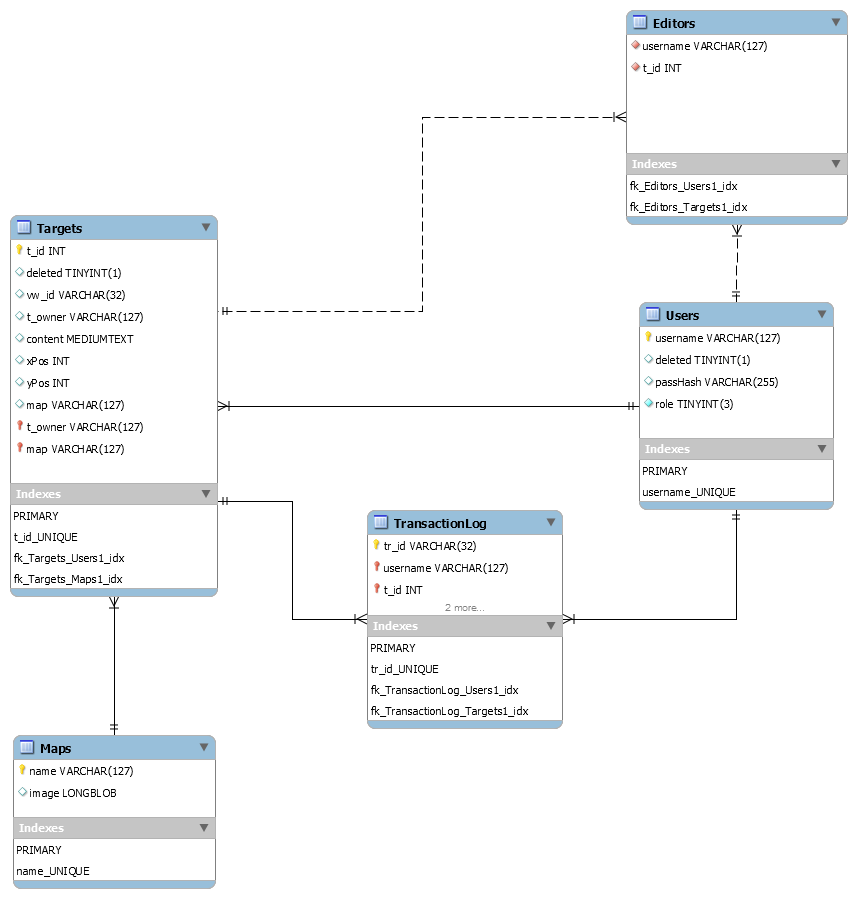 Editors
username VARCHAR(127)
t_id INT
Indexes
fk_Editors_Users1_idx
fk_Editors_Targets1_idx
Targets
t_id INT
deleted TINYINT(1)
vw_id VARCHAR(32)
t_owner VARCHAR(127)
content MEDIUMTEXT
xPos INT
yPos INT
map VARCHAR(127)
t_owner VARCHAR(127)
map VARCHAR(127)
Indexes
PRIMARY
t_id_UNIQUE
fk_Targets_Users1_idx
fk_Targets_Maps1_idx
Users
username VARCHAR(127)
deleted TINYINT(1)
passHash VARCHAR(255)
role TINYINT(3)
Indexes
PRIMARY
username_UNIQUE
TransactionLog
tr_id VARCHAR(32)
username VARCHAR(127)
t_id INT
2 more...
Indexes
PRIMARY
tr_id_UNIQUE
fk_TransactionLog_Users1_idx
fk_TransactionLog_Targets1_idx
Maps
name VARCHAR(127)
image LONGBLOB
Indexes
PRIMARY
name_UNIQUE